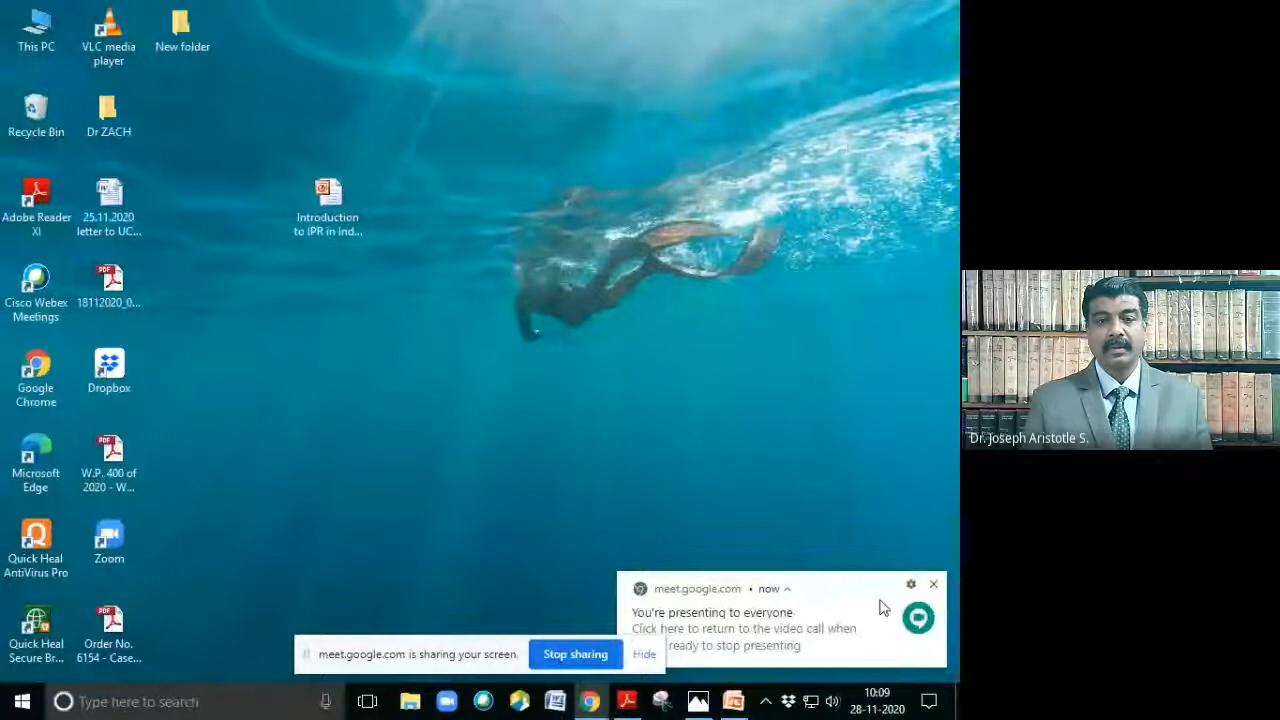 This PC
VLC media
player
New folder
Recycle Bin
Dr ZACH
Adobe Reader
XI
25.11.2020
letter to UC...
Introduction
to IPR in ind...
Cisco Webex
Meetings
18112020_0...
Google
Chrome
Dropbox
Microsoft
Edge
W.P. 400 of
2020 - W...
Quick Heal
AntiVirus Pro
Zoom
Quick Heal
Secure Br...
Order No.
6154 - Case...
Dr. Joseph Aristotle S.
meet.google.com • now
You're presenting to everyone
Click here to return to the video call when
ready to stop presenting
meet.google.com is sharing your screen.
Stop sharing
Hide
Type here to search
10:09
28-11-2020